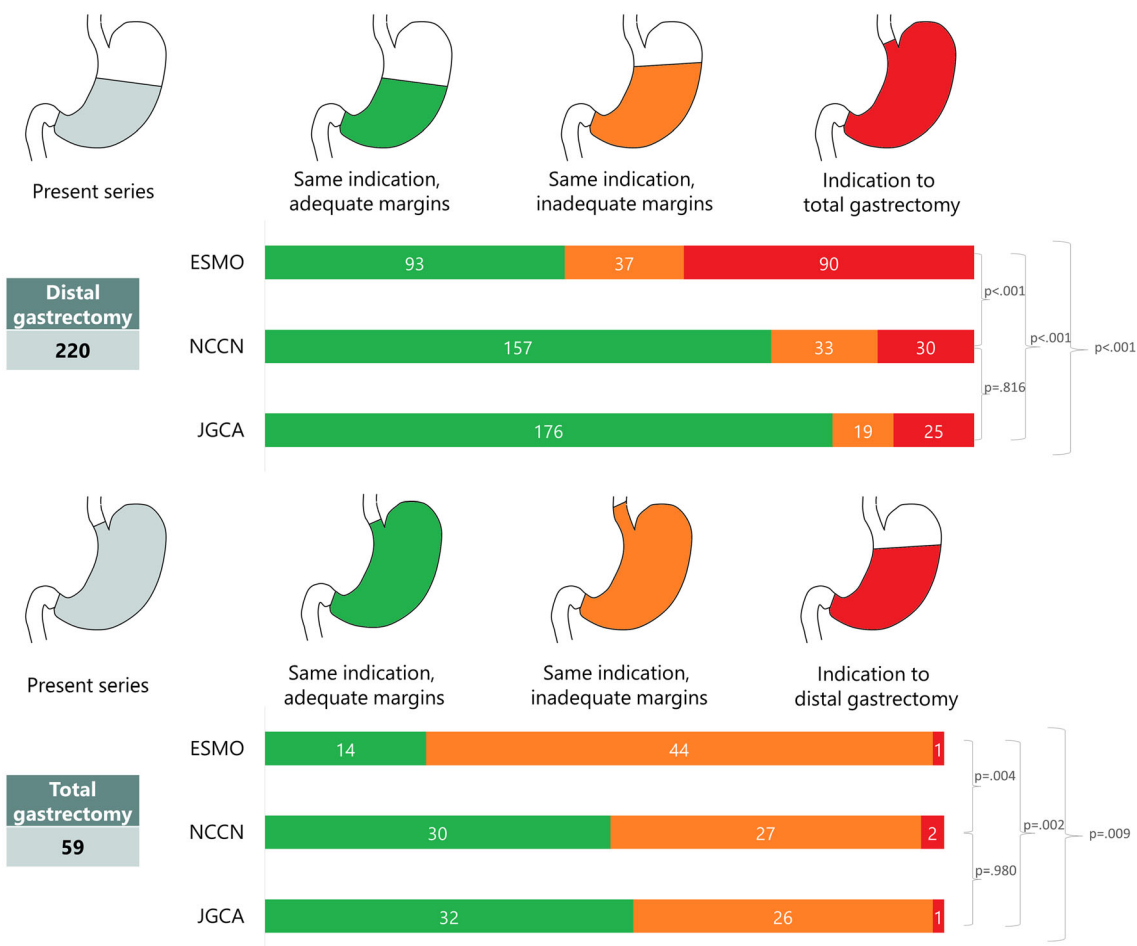 Present series
Same indication,
adequate margins
Same indication,
inadequate margins
Indication to
total gastrectomy
Distal
gastrectomy
220
ESMO
93
37
90
NCCN
157
33
30
JGCA
176
19
25
p<.001
p=.816
p<.001
p<.001
Present series
Same indication,
adequate margins
Same indication,
inadequate margins
Indication to
distal gastrectomy
Total
gastrectomy
59
ESMO
14
44
1
NCCN
30
27
2
JGCA
32
26
1
p=.004
p=.980
p=.002
p=.009